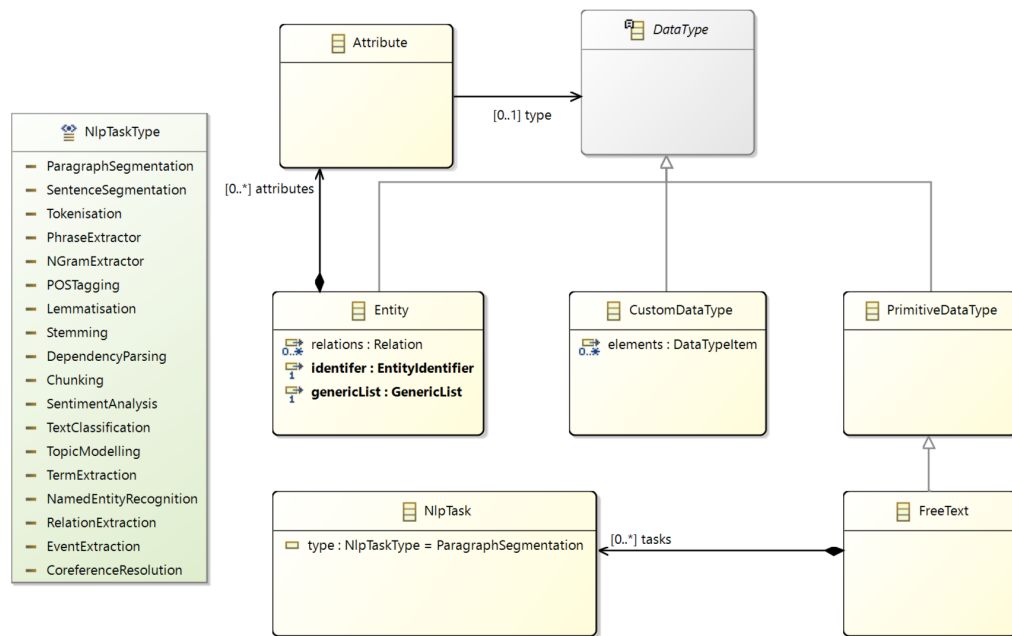 NlpTaskType
ParagraphSegmentation
SentenceSegmentation
Tokenisation
PhraseExtractor
NGramExtractor
POSTagging
Lemmatisation
Stemming
DependencyParsing
Chunking
SentimentAnalysis
TextClassification
TopicModelling
TermExtraction
NamedEntityRecognition
RelationExtraction
EventExtraction
CoreferenceResolution
Attribute
DataType
[0..1] type
[0..*] attributes
Entity
0..* relations : Relation
1 identifer : EntityIdentifier
1 genericList : GenericList
CustomDataType
0..* elements : DataTypeItem
PrimitiveDataType
NlpTask
type : NlpTaskType = ParagraphSegmentation
[0..*] tasks
FreeText